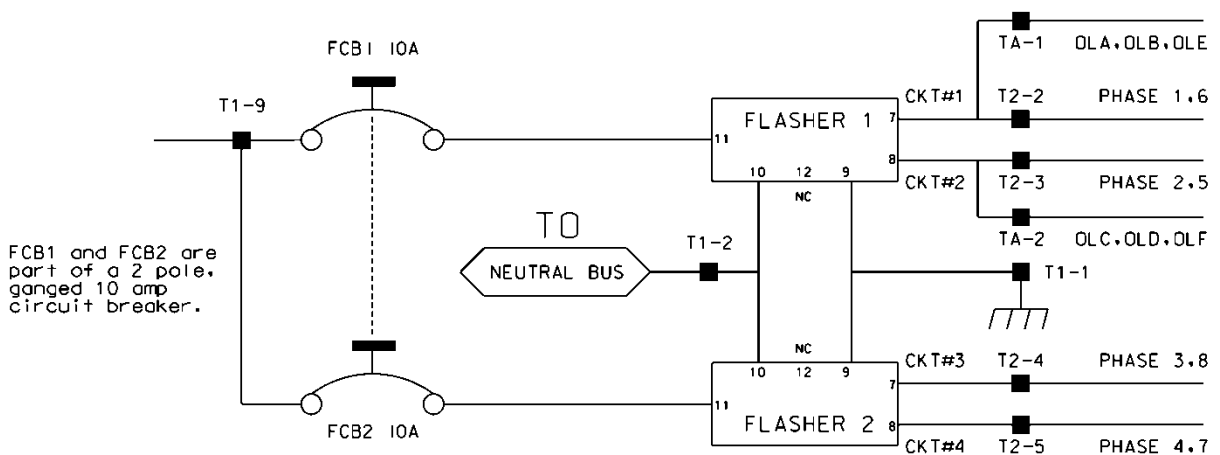 TA-1 OLA,OLB,OLE
FCB1 10A
T1-9
CKT#1 T2-2 PHASE 1,6
FLASHER 1
7
11
8
10 12 9
NC
CKT#2 T2-3 PHASE 2,5
TA-2 OLC,OLD,OLF
TO
NEUTRAL BUS
T1-2
T1-1
FCB1 and FCB2 are
part of a 2 pole,
ganged 10 amp
circuit breaker.
NC
10 12 9
CKT#3 T2-4 PHASE 3,8
7
11
FLASHER 2
8
FCB2 10A
CKT#4 T2-5 PHASE 4,7